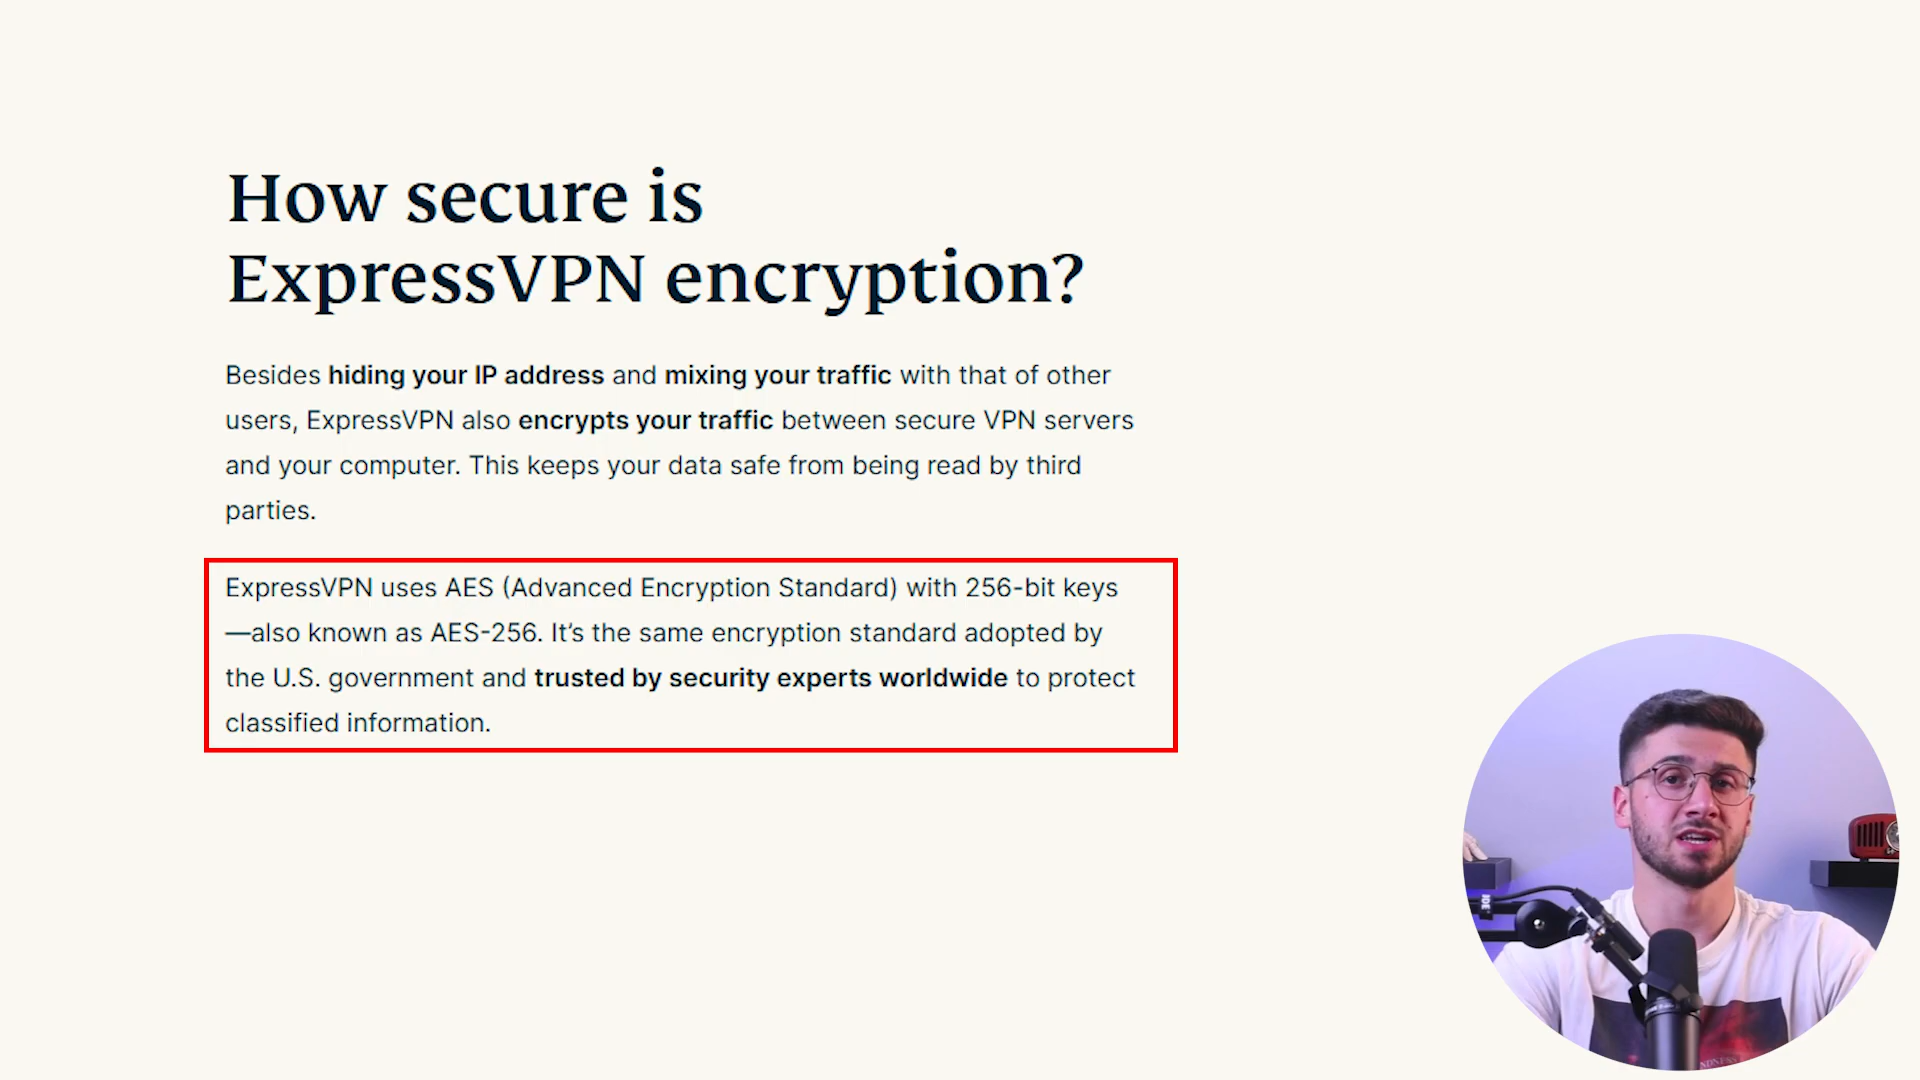 How secure is
ExpressVPN encryption?
Besides hiding your IP address and mixing your traffic with that of other
users, ExpressVPN also encrypts your traffic between secure VPN servers
and your computer. This keeps your data safe from being read by third
parties.
ExpressVPN uses AES (Advanced Encryption Standard) with 256-bit keys
—also known as AES-256. It’s the same encryption standard adopted by
the U.S. government and trusted by security experts worldwide to protect
classified information.